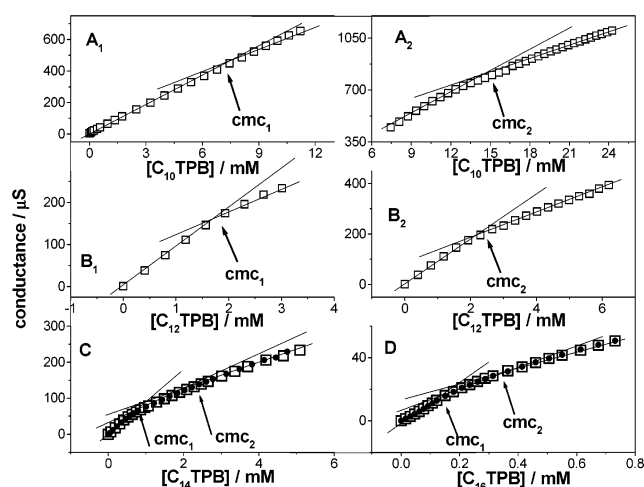 A₁
600
400
200
0
cmc₁
0 3 6 9 12
[C₁₀TPB] / mM
A₂
1050
700
350
cmc₂
6 9 12 15 18 21 24
[C₁₀TPB] / mM
conductance / μS
B₁
200
100
0
cmc₁
-1 0 1 2 3 4
[C₁₂TPB] / mM
B₂
400
200
0
cmc₂
0 2 4 6
[C₁₂TPB] / mM
C
300
200
100
0
cmc₁
cmc₂
0 2 4 6
[C₁₄TPB] / mM
D
40
0
cmc₁
cmc₂
0.0 0.2 0.4 0.6 0.8
[C₁₆TPB] / mM